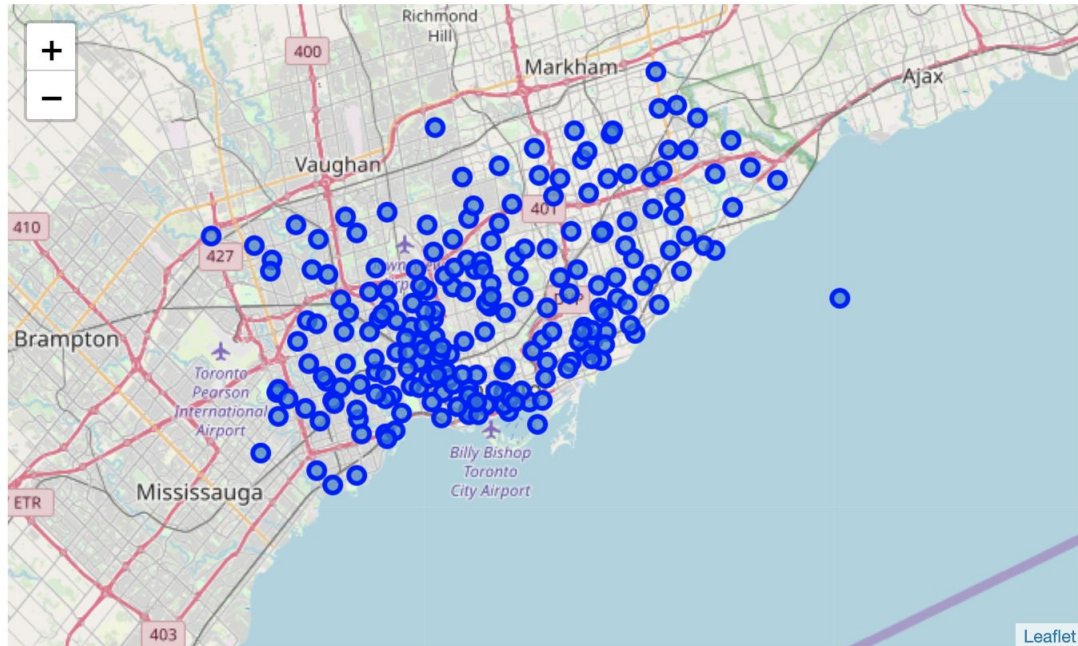 Richmond
Hill
+
400
Markham
Ajax
−
Vaughan
401
410
427
Brampton
Toronto
Pearson
International
Airport
Billy Bishop
Toronto
City Airport
Mississauga
ETR
403
Leaflet